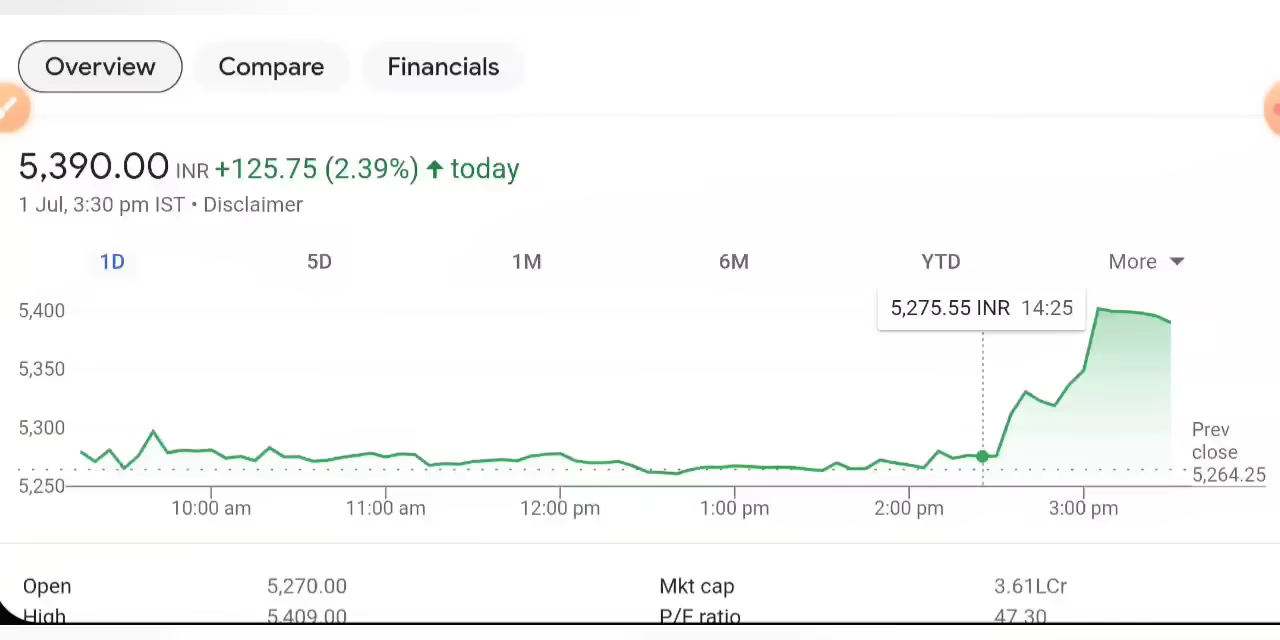 Overview Compare Financials
5,390.00 INR +125.75 (2.39%) ↑ today
1 Jul, 3:30 pm IST • Disclaimer
1D 5D 1M 6M YTD More
5,275.55 INR 14:25
5,400
5,350
5,300
5,250
Prev
close
5,264.25
10:00 am 11:00 am 12:00 pm 1:00 pm 2:00 pm 3:00 pm
Open 5,270.00 Mkt cap 3.61LCr
High 5,409.00 P/E ratio 47.30